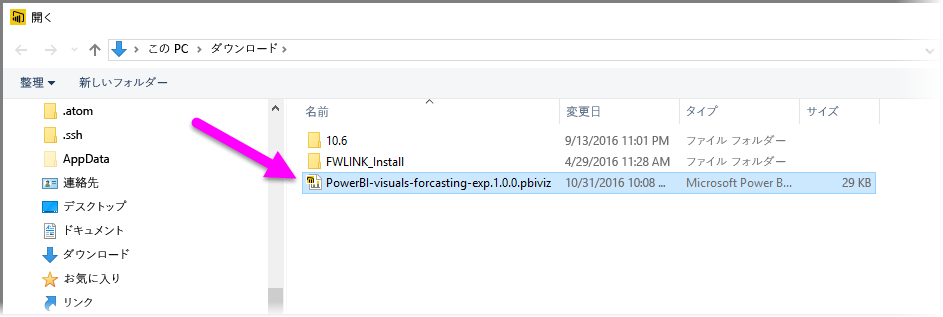 開く
この PC › ダウンロード ›
整理 新しいフォルダー
名前 更新日 タイプ サイズ
.atom
.ssh
AppData
連絡先
デスクトップ
ドキュメント
ダウンロード
お気に入り
リンク
10.6 9/13/2016 11:01 PM ファイル フォルダー
FWLINK_Install 4/29/2016 11:28 AM ファイル フォルダー
PowerBI-visuals-forcasting-exp.1.0.0.pbiviz 10/31/2016 10:08 ... Microsoft Power B... 29 KB